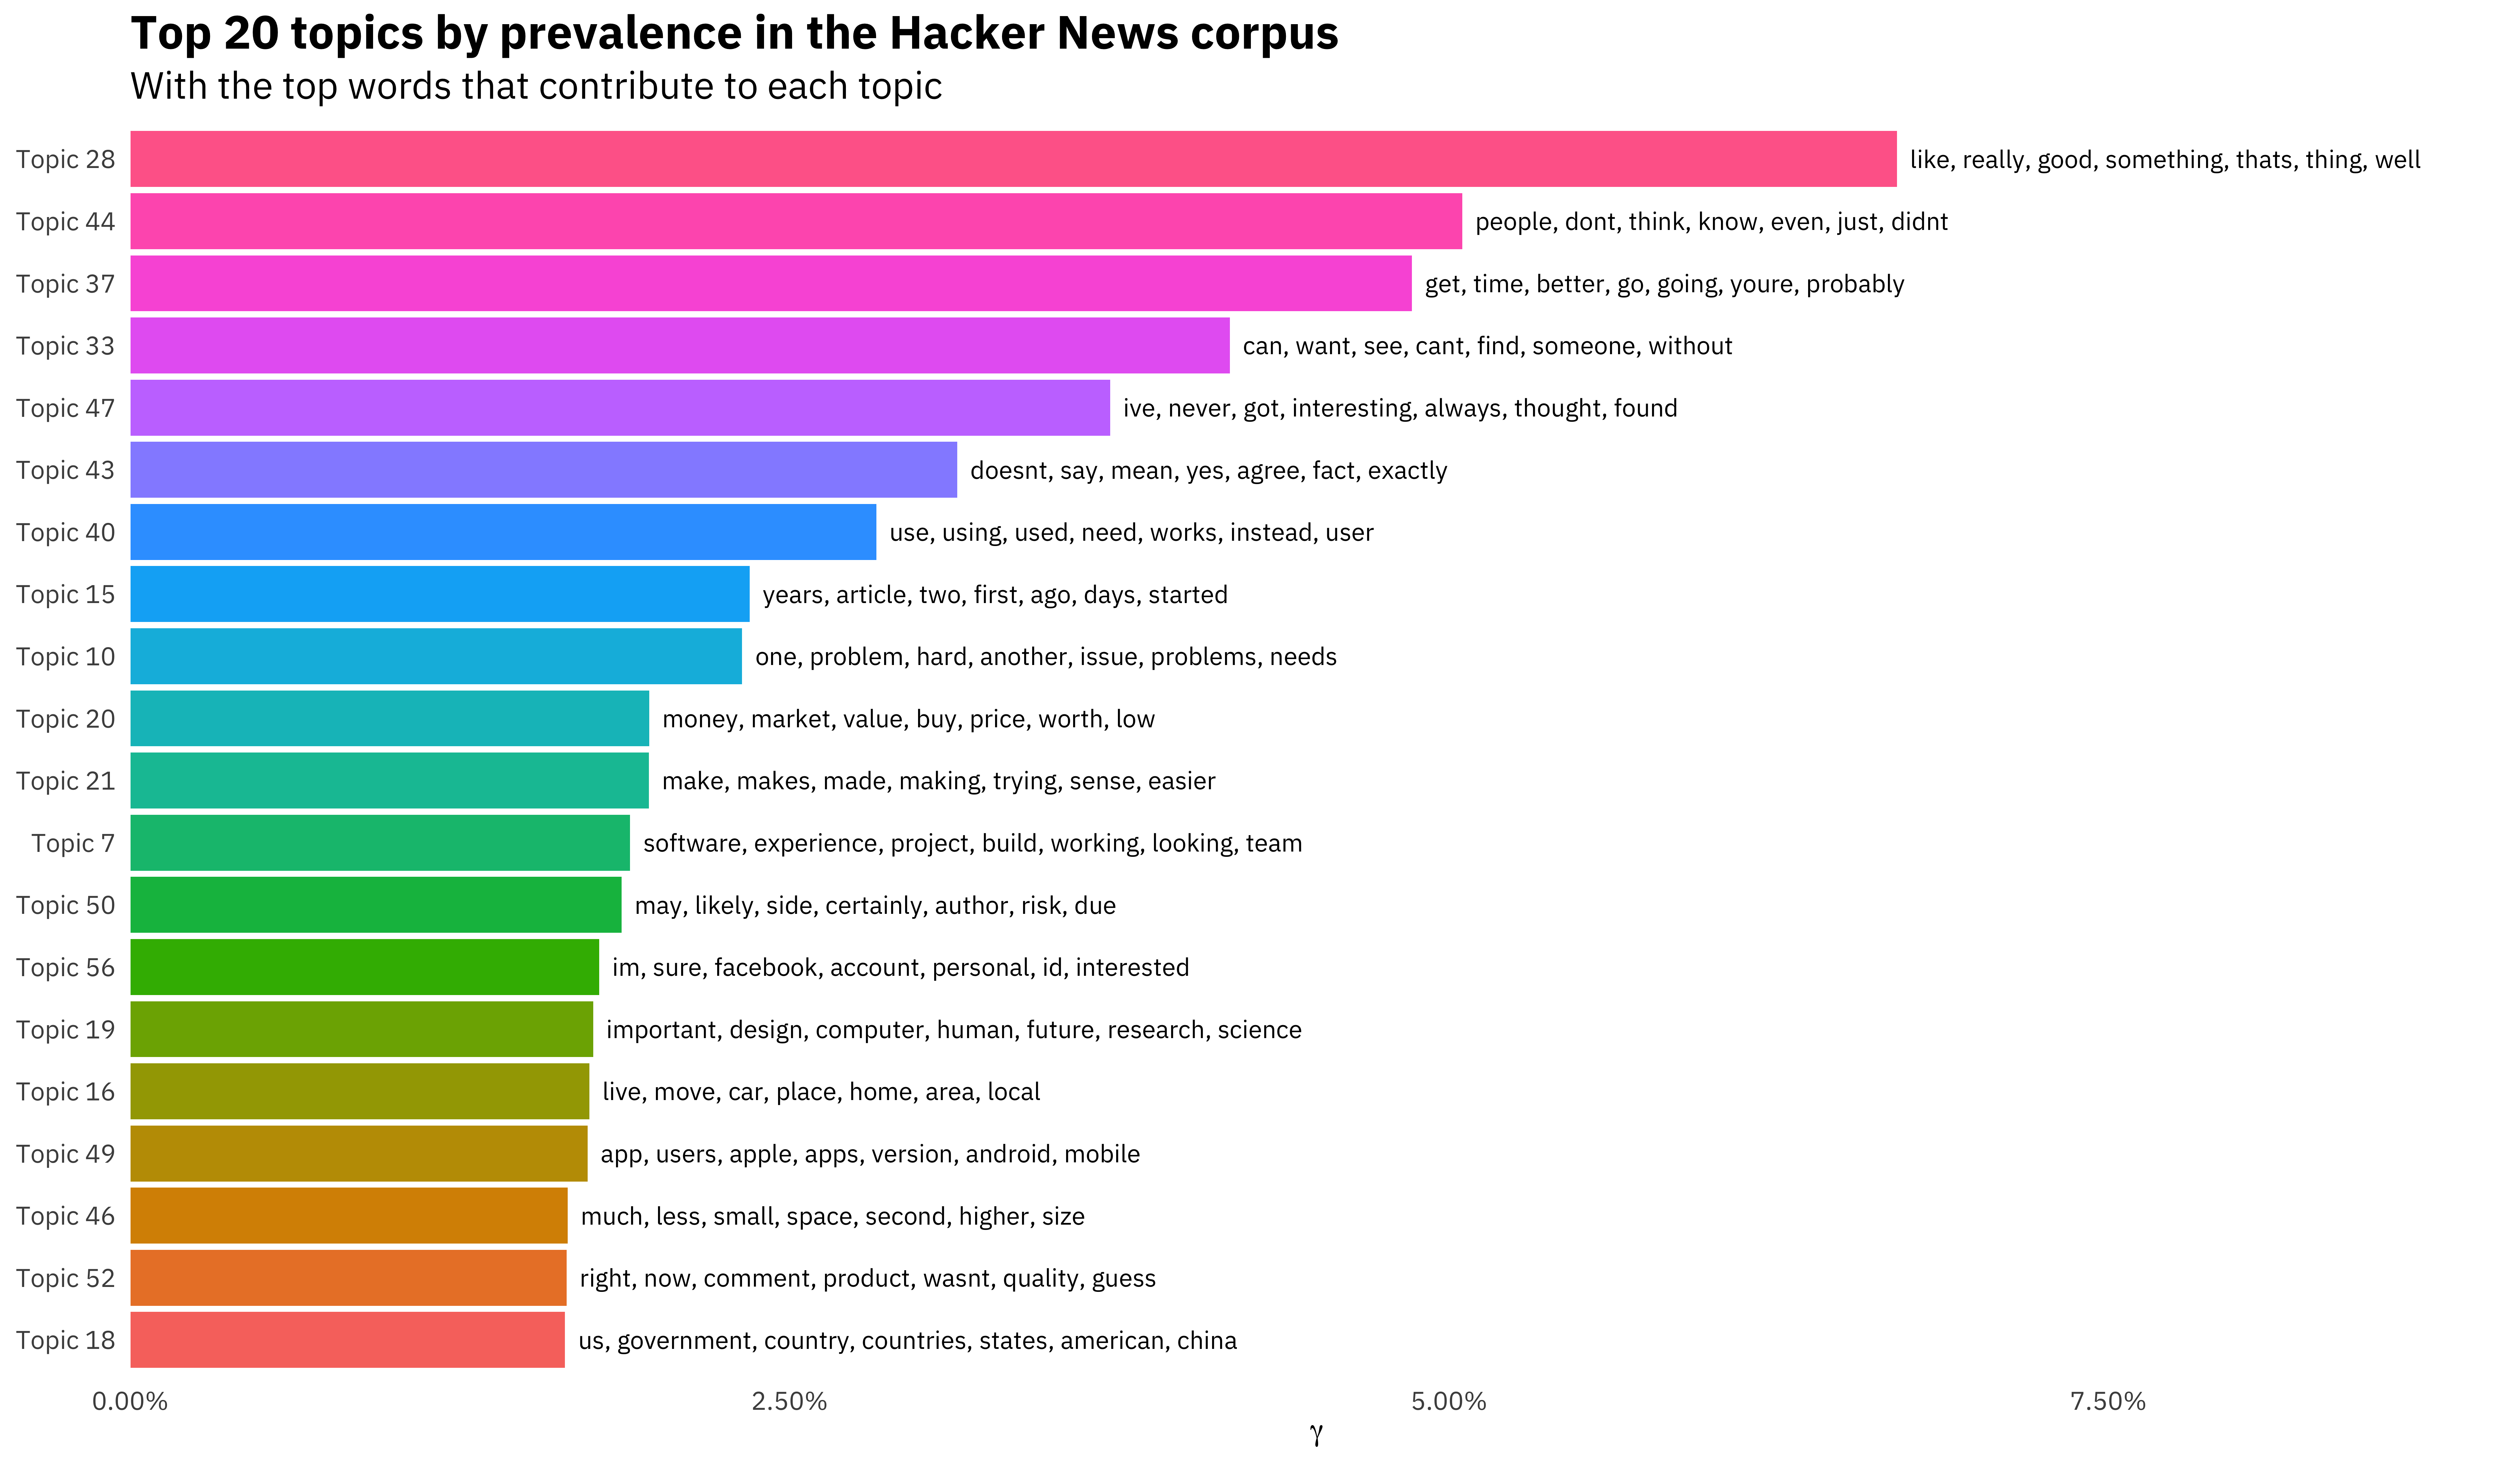 Top 20 topics by prevalence in the Hacker News corpus
With the top words that contribute to each topic
Topic 28 like, really, good, something, thats, thing, well
Topic 44 people, dont, think, know, even, just, didnt
Topic 37 get, time, better, go, going, youre, probably
Topic 33 can, want, see, cant, find, someone, without
Topic 47 ive, never, got, interesting, always, thought, found
Topic 43 doesnt, say, mean, yes, agree, fact, exactly
Topic 40 use, using, used, need, works, instead, user
Topic 15 years, article, two, first, ago, days, started
Topic 10 one, problem, hard, another, issue, problems, needs
Topic 20 money, market, value, buy, price, worth, low
Topic 21 make, makes, made, making, trying, sense, easier
Topic 7 software, experience, project, build, working, looking, team
Topic 50 may, likely, side, certainly, author, risk, due
Topic 56 im, sure, facebook, account, personal, id, interested
Topic 19 important, design, computer, human, future, research, science
Topic 16 live, move, car, place, home, area, local
Topic 49 app, users, apple, apps, version, android, mobile
Topic 46 much, less, small, space, second, higher, size
Topic 52 right, now, comment, product, wasnt, quality, guess
Topic 18 us, government, country, countries, states, american, china
0.00% 2.50% 5.00% 7.50%
γ